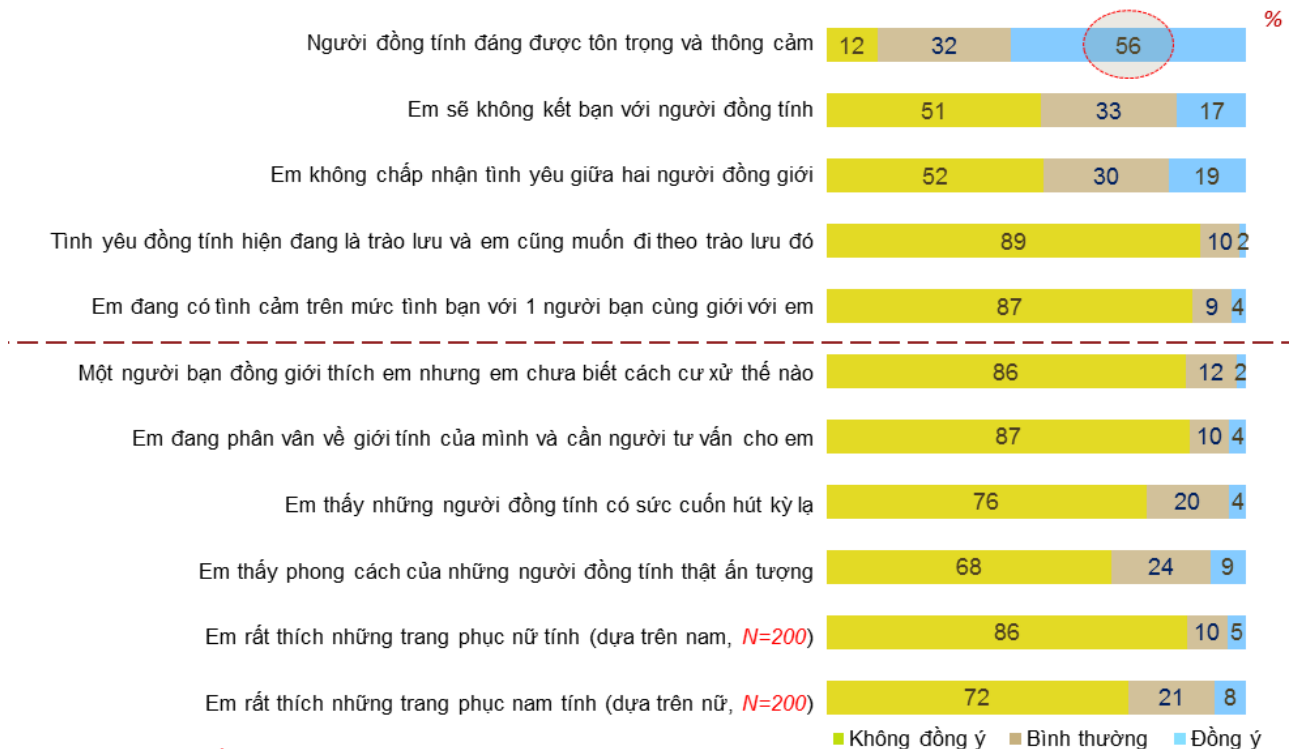 %
Người đồng tính đáng được tôn trọng và thông cảm 12 32 56
Em sẽ không kết bạn với người đồng tính 51 33 17
Em không chấp nhận tình yêu giữa hai người đồng giới 52 30 19
Tình yêu đồng tính hiện đang là trào lưu và em cũng muốn đi theo trào lưu đó 89 10 2
Em đang có tình cảm trên mức tình bạn với 1 người bạn cùng giới với em 87 9 4
Một người bạn đồng giới thích em nhưng em chưa biết cách cư xử thế nào 86 12 2
Em đang phân vân về giới tính của mình và cần người tư vấn cho em 87 10 4
Em thấy những người đồng tính có sức cuốn hút kỳ lạ 76 20 4
Em thấy phong cách của những người đồng tính thật ấn tượng 68 24 9
Em rất thích những trang phục nữ tính (dựa trên nam, N=200) 86 10 5
Em rất thích những trang phục nam tính (dựa trên nữ, N=200) 72 21 8
Không đồng ý Bình thường Đồng ý